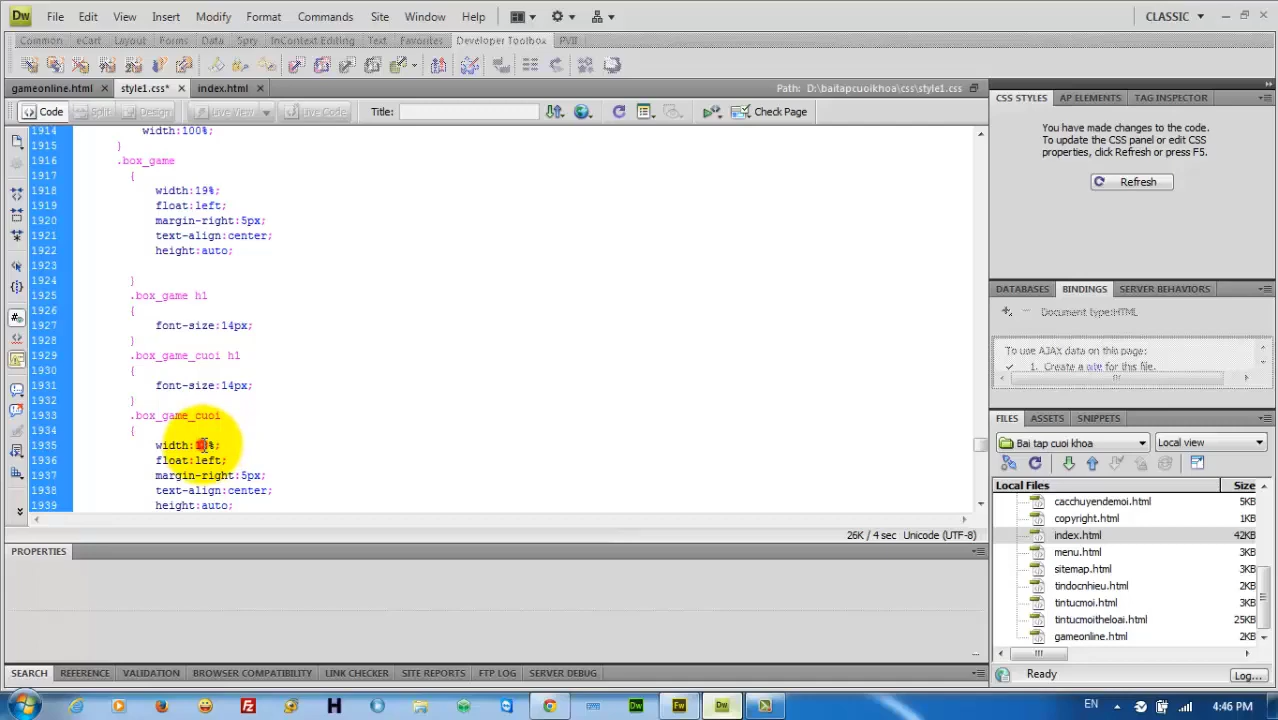 Dw File Edit View Insert Modify Format Commands Site Window Help CLASSIC
Common eCart Layout Forms Data Spry InContext Editing Text Favorites Developer Toolbox PVII
gameonline.html style1.css* index.html Path: D:\baitapcuoikhoa\css\style1.css
Code Split Design Live View Live Code Title: Check Page
1914 width:100%;
1915 }
1916 .box_game
1917 {
1918 width:19%;
1919 float:left;
1920 margin-right:5px;
1921 text-align:center;
1922 height:auto;
1923
1924 }
1925 .box_game h1
1926 {
1927 font-size:14px;
1928 }
1929 .box_game_cuoi h1
1930 {
1931 font-size:14px;
1932 }
1933 .box_game_cuoi
1934 {
1935 width: %;
1936 float:left;
1937 margin-right:5px;
1938 text-align:center;
1939 height:auto;
26K / 4 sec Unicode (UTF-8)
PROPERTIES
SEARCH REFERENCE VALIDATION BROWSER COMPATIBILITY LINK CHECKER SITE REPORTS FTP LOG SERVER DEBUG
CSS STYLES AP ELEMENTS TAG INSPECTOR
You have made changes to the code.
To update the CSS panel or edit CSS
properties, click Refresh or press F5.
Refresh
DATABASES BINDINGS SERVER BEHAVIORS
Document type:HTML
To use AJAX data on this page:
1. Create a site for this file.
FILES ASSETS SNIPPETS
Bai tap cuoi khoa Local view
Local Files Size
cacchuyendemoi.html 5KB
copyright.html 1KB
index.html 42KB
menu.html 3KB
sitemap.html 3KB
tindocnhieu.html 2KB
tintucmoi.html 3KB
tintucmoitheloai.html 25KB
gameonline.html 2KB
Ready Log...
EN 4:46 PM